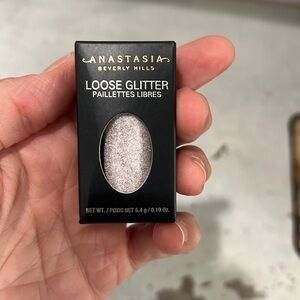 ANASTASIA
BEVERLY HILLS
LOOSE GLITTER
PAILLETTES LIBRES
NET WT. / POIDS NET 5.4 g / 0.19 Oz.